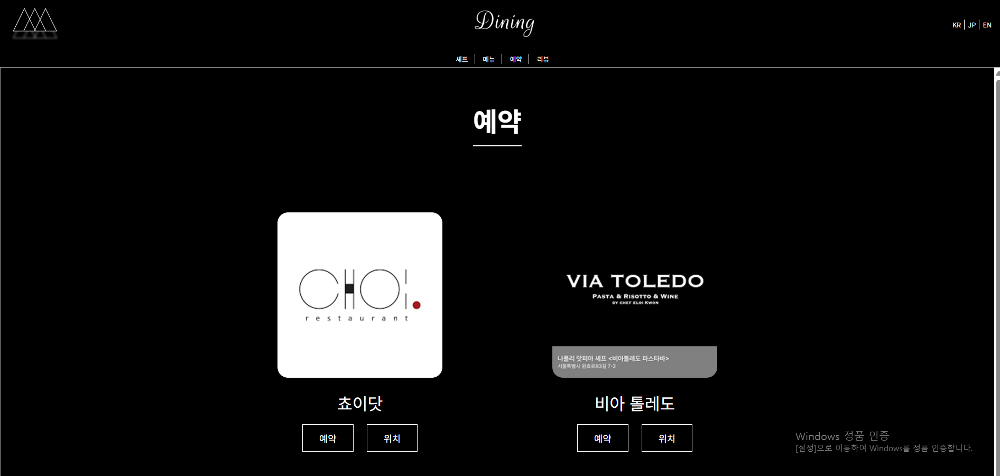 Dining
KR JP EN
셰프 메뉴 예약 리뷰
예약
CHOI.
restaurant
VIA TOLEDO
PASTA & RISOTTO & WINE
BY CHEF ELOI KWON
나폴리 맛피아 셰프 <비아톨레도 파스타바>
서울특별시 원효로83길 7-2
쵸이닷
비아 톨레도
예약 위치
예약 위치
Windows 정품 인증
[설정]으로 이동하여 Windows를 정품 인증합니다.